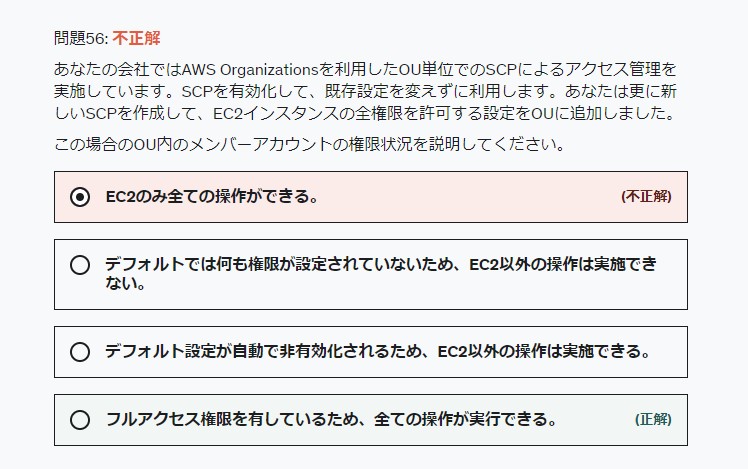 問題56: 不正解
あなたの会社ではAWS Organizationsを利用したOU単位でのSCPによるアクセス管理を
実施しています。SCPを有効化して、既存設定を変えずに利用します。あなたは更に新
しいSCPを作成して、EC2インスタンスの全権限を許可する設定をOUに追加しました。
この場合のOU内のメンバーアカウントの権限状況を説明してください。
EC2のみ全ての操作ができる。 (不正解)
デフォルトでは何も権限が設定されていないため、EC2以外の操作は実施でき
ない。
デフォルト設定が自動で非有効化されるため、EC2以外の操作は実施できる。
フルアクセス権限を有しているため、全ての操作が実行できる。 (正解)